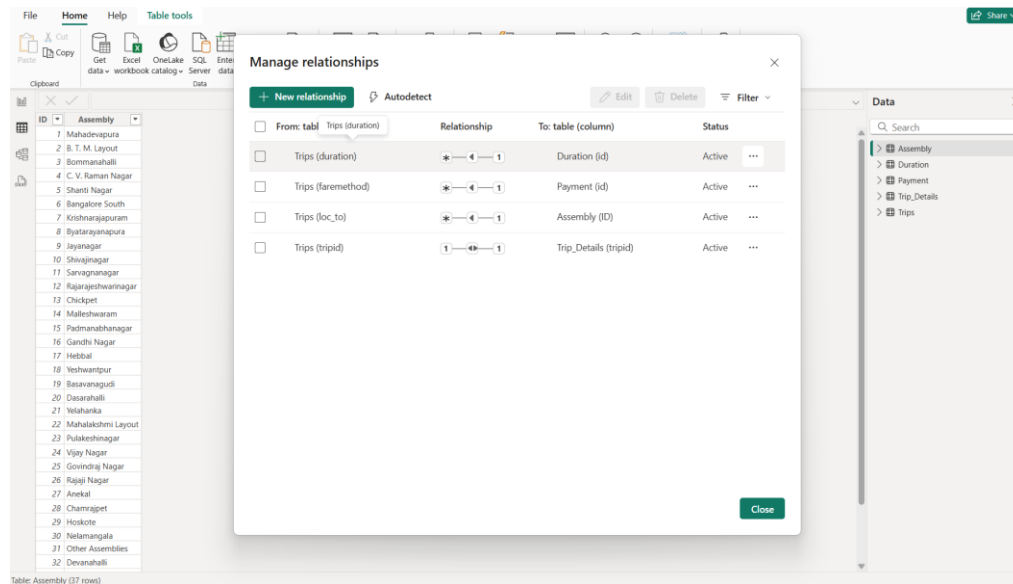 File Home Help Table tools Share
Paste Cut Copy
Get data Excel workbook OneLake catalog SQL Server Enter data
Clipboard Data
ID Assembly
1 Mahadevapura
2 B. T. M. Layout
3 Bommanahalli
4 C. V. Raman Nagar
5 Shanti Nagar
6 Bangalore South
7 Krishnarajapuram
8 Byatarayanapura
9 Jayanagar
10 Shivajinagar
11 Sarvagnanagar
12 Rajarajeshwarinagar
13 Chickpet
14 Malleshwaram
15 Padmanabhanagar
16 Gandhi Nagar
17 Hebbal
18 Yeshwantpur
19 Basavanagudi
20 Dasarahalli
21 Yelahanka
22 Mahalakshmi Layout
23 Pulakeshinagar
24 Vijay Nagar
25 Govindraj Nagar
26 Rajaji Nagar
27 Anekal
28 Chamrajpet
29 Hoskote
30 Nelamangala
31 Other Assemblies
32 Devanahalli
Table: Assembly (37 rows)
Manage relationships
+ New relationship Autodetect Edit Delete Filter
From: tabl Trips (duration) Relationship To: table (column) Status
Trips (duration) * 1 Duration (id) Active ...
Trips (faremethod) * 1 Payment (id) Active ...
Trips (loc_to) * 1 Assembly (ID) Active ...
Trips (tripid) 1 1 Trip_Details (tripid) Active ...
Close
Data
Search
Assembly
Duration
Payment
Trip_Details
Trips